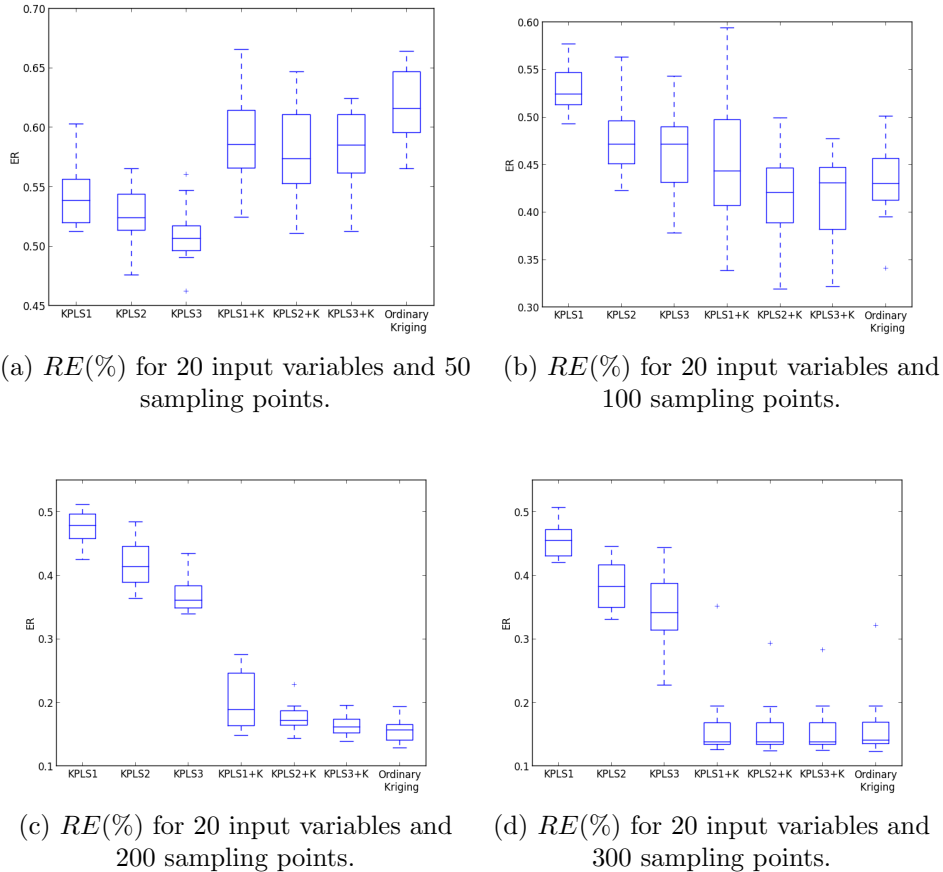 0.70
0.65
0.60
0.55
0.50
0.45
ER
KPLS1 KPLS2 KPLS3 KPLS1+K KPLS2+K KPLS3+K Ordinary
Kriging
(a) RE(%) for 20 input variables and 50
sampling points.
0.60
0.55
0.50
0.45
0.40
0.35
0.30
ER
KPLS1 KPLS2 KPLS3 KPLS1+K KPLS2+K KPLS3+K Ordinary
Kriging
(b) RE(%) for 20 input variables and
100 sampling points.
0.5
0.4
0.3
0.2
0.1
ER
KPLS1 KPLS2 KPLS3 KPLS1+K KPLS2+K KPLS3+K Ordinary
Kriging
(c) RE(%) for 20 input variables and
200 sampling points.
0.5
0.4
0.3
0.2
0.1
ER
KPLS1 KPLS2 KPLS3 KPLS1+K KPLS2+K KPLS3+K Ordinary
Kriging
(d) RE(%) for 20 input variables and
300 sampling points.